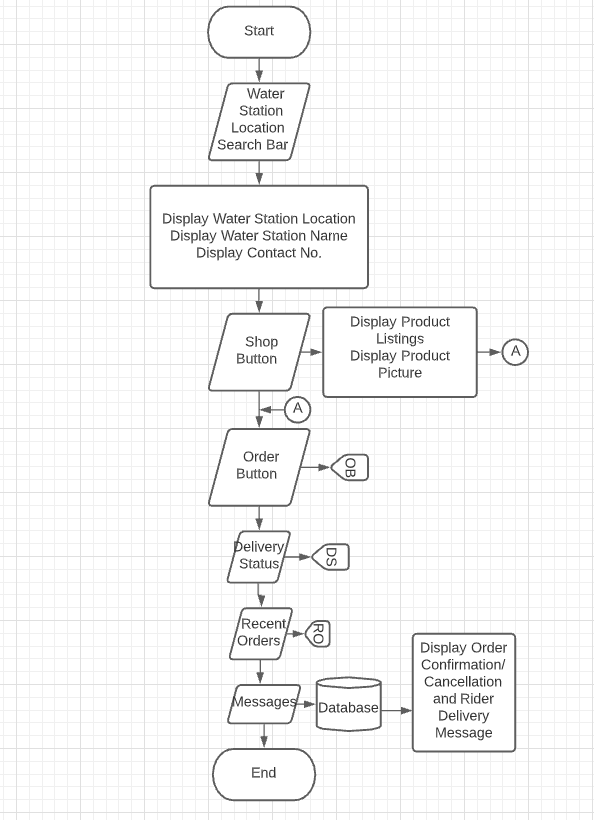 Start
Water
Station
Location
Search Bar
Display Water Station Location
Display Water Station Name
Display Contact No.
Shop
Button
Display Product
Listings
Display Product
Picture
A
A
Order
Button
OB
Delivery
Status
DS
Recent
Orders
RO
Messages
Database
Display Order
Confirmation/
Cancellation
and Rider
Delivery
Message
End